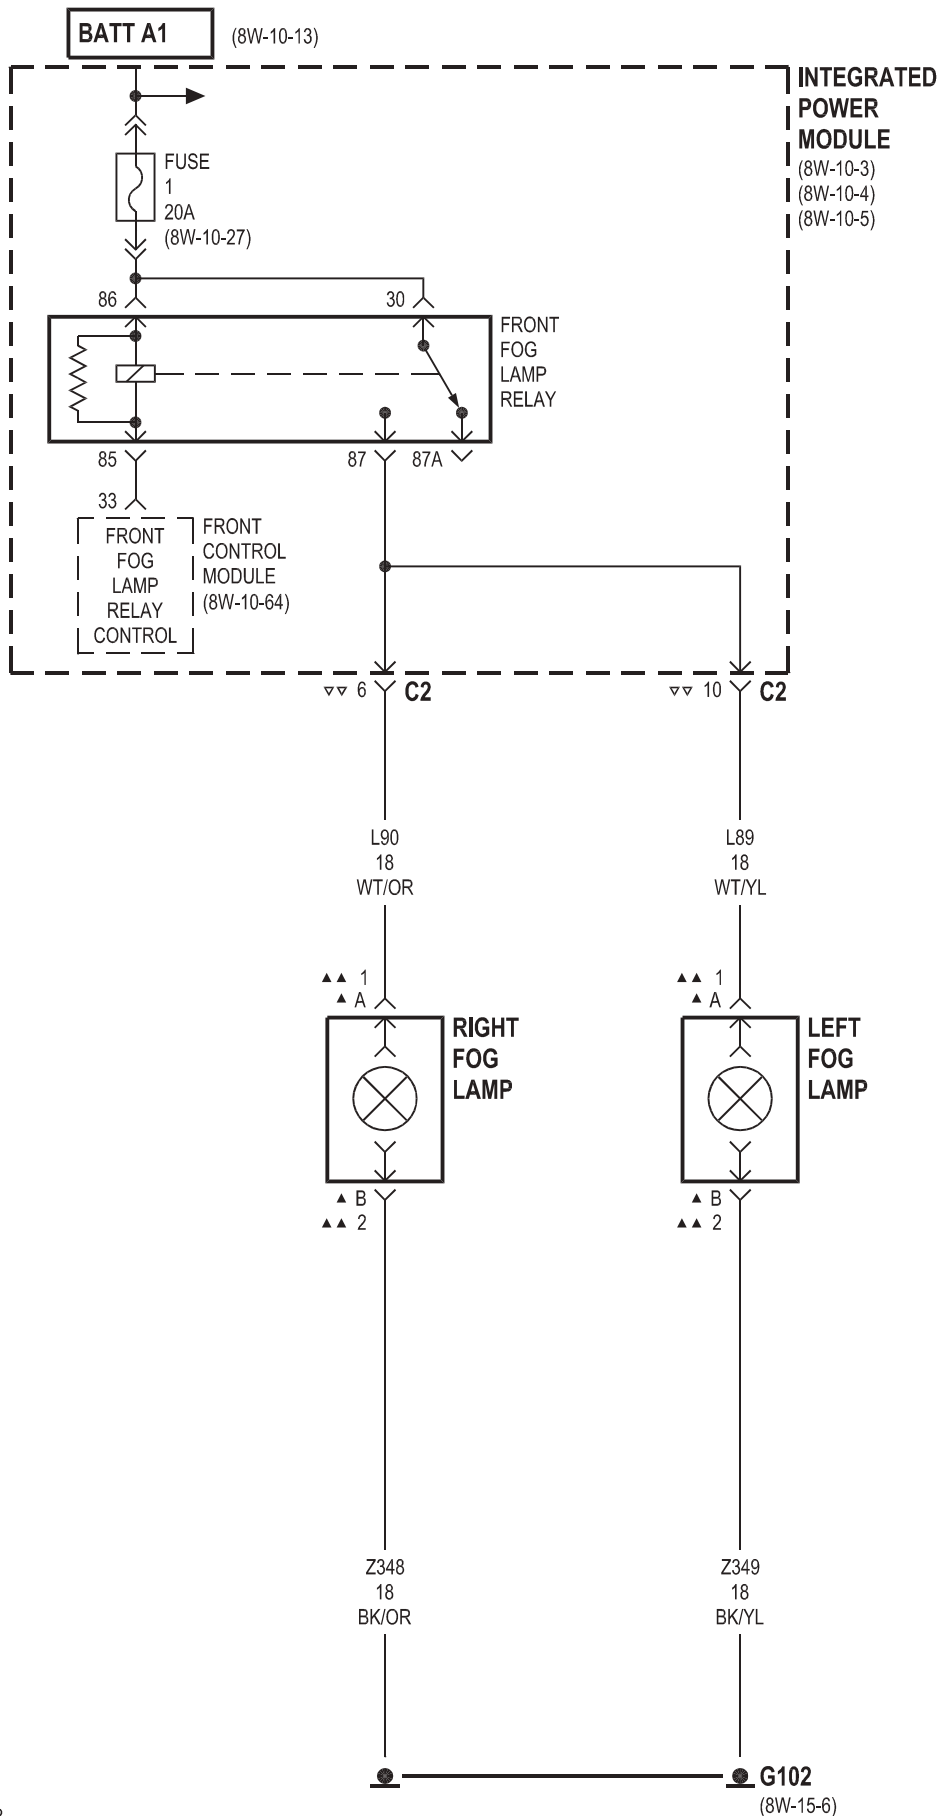 BATT A1 (8W-10-13)
INTEGRATED
POWER
MODULE
(8W-10-3)
(8W-10-4)
(8W-10-5)
FUSE
1
20A
(8W-10-27)
86 30
FRONT
FOG
LAMP
RELAY
85 87 87A
33
FRONT
FOG
LAMP
RELAY
CONTROL
FRONT
CONTROL
MODULE
(8W-10-64)
6 C2 10 C2
L90
18
WT/OR
L89
18
WT/YL
1
A
1
A
RIGHT
FOG
LAMP
LEFT
FOG
LAMP
B
2
B
2
Z348
18
BK/OR
Z349
18
BK/YL
G102
(8W-15-6)